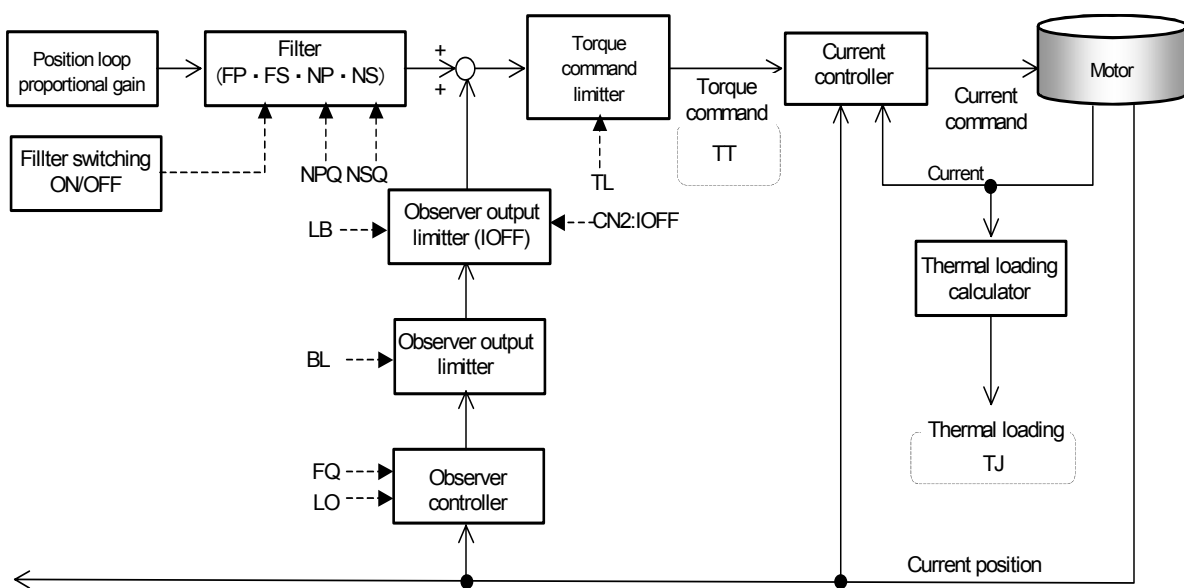 Position loop
proportional gain
Filter
(FP・FS・NP・NS)
+
+
Torque
command
limitter
Torque
command
TT
Current
controller
Current
command
Motor
Fillter switching
ON/OFF
NPQ NSQ
TL
Current
LB
Observer output
limitter (IOFF)
CN2:IOFF
Thermal loading
calculator
BL
Observer output
limitter
Thermal loading
TJ
FQ
LO
Observer
controller
Current position